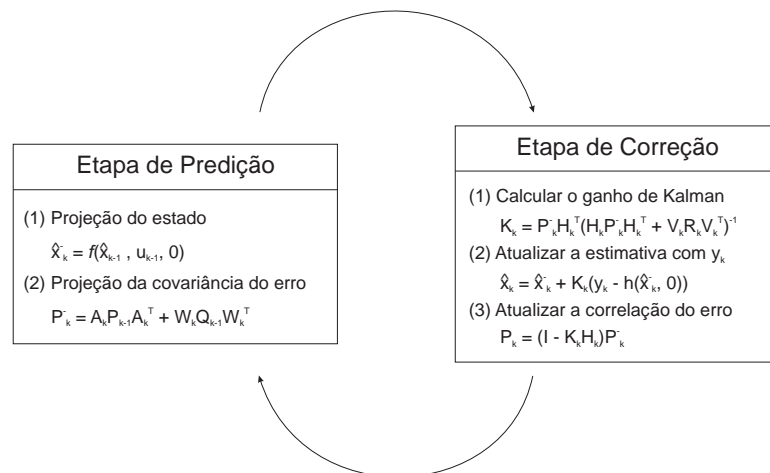 Etapa de Predição
(1) Projeção do estado
x̂⁻ₖ = f(x̂ₖ₋₁ , uₖ₋₁, 0)
(2) Projeção da covariância do erro
P⁻ₖ = AₖPₖ₋₁Aₖᵀ + WₖQₖ₋₁Wₖᵀ
Etapa de Correção
(1) Calcular o ganho de Kalman
Kₖ = P⁻ₖHₖᵀ(HₖP⁻ₖHₖᵀ + VₖRₖVₖᵀ)⁻¹
(2) Atualizar a estimativa com yₖ
x̂ₖ = x̂⁻ₖ + Kₖ(yₖ - h(x̂⁻ₖ, 0))
(3) Atualizar a correlação do erro
Pₖ = (I - KₖHₖ)P⁻ₖ